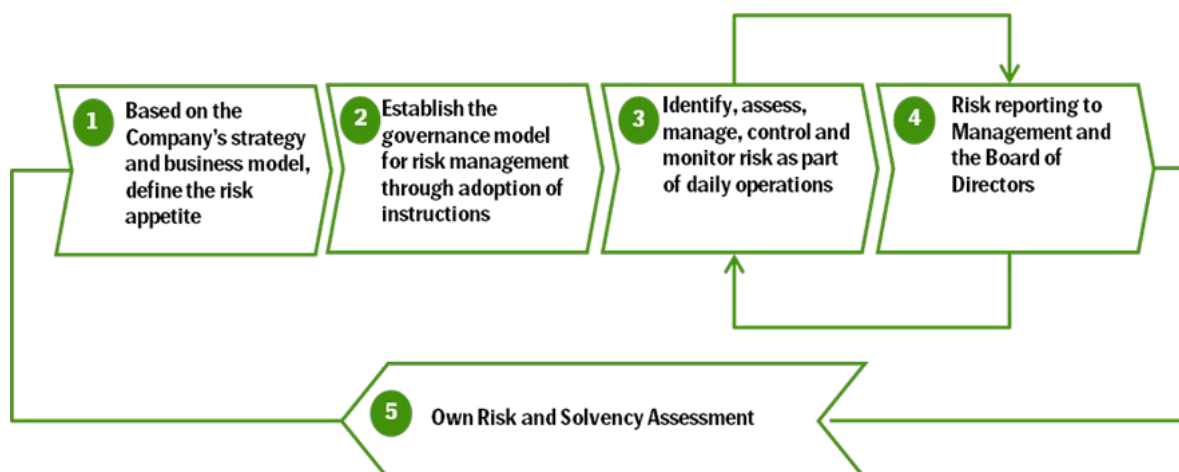 1
Based on the
Company's strategy
and business model,
define the risk
appetite
2
Establish the
governance model
for risk management
through adoption of
instructions
3
Identify, assess,
manage, control and
monitor risk as part
of daily operations
4
Risk reporting to
Management and
the Board of
Directors
5
Own Risk and Solvency Assessment